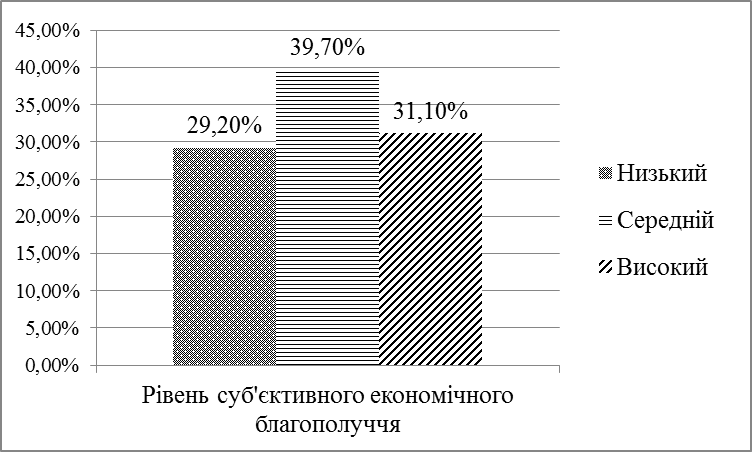 45,00%
40,00%
35,00%
30,00%
25,00%
20,00%
15,00%
10,00%
5,00%
0,00%
29,20%
39,70%
31,10%
Рівень суб'єктивного економічного
благополуччя
Низький
Середній
Високий